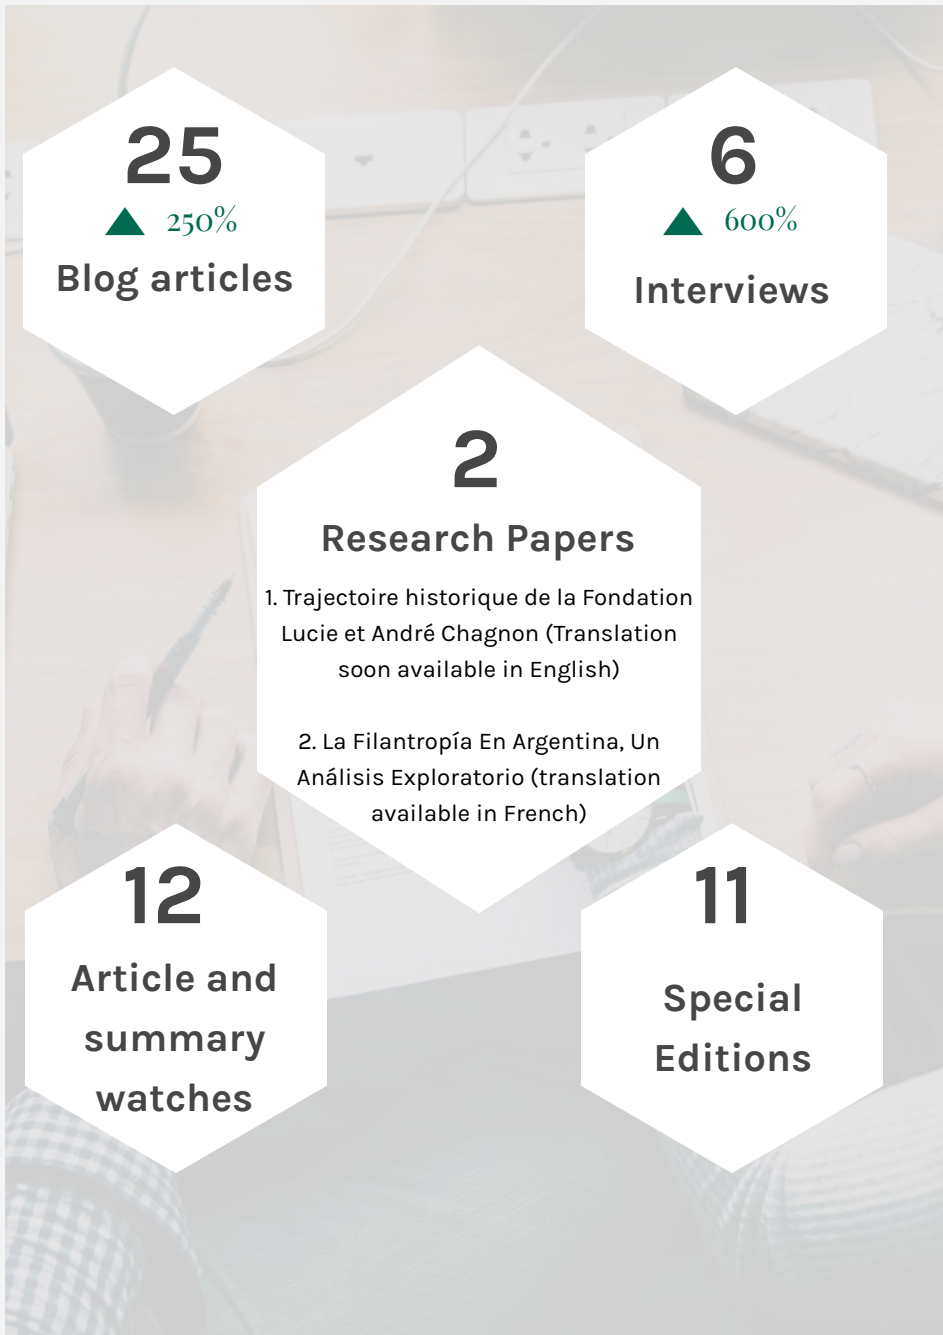 25
250%
Blog articles
6
600%
Interviews
2
Research Papers
1. Trajectoire historique de la Fondation
Lucie et André Chagnon (Translation
soon available in English)
2. La Filantropía En Argentina, Un
Análisis Exploratorio (translation
available in French)
12
Article and
summary
watches
11
Special
Editions